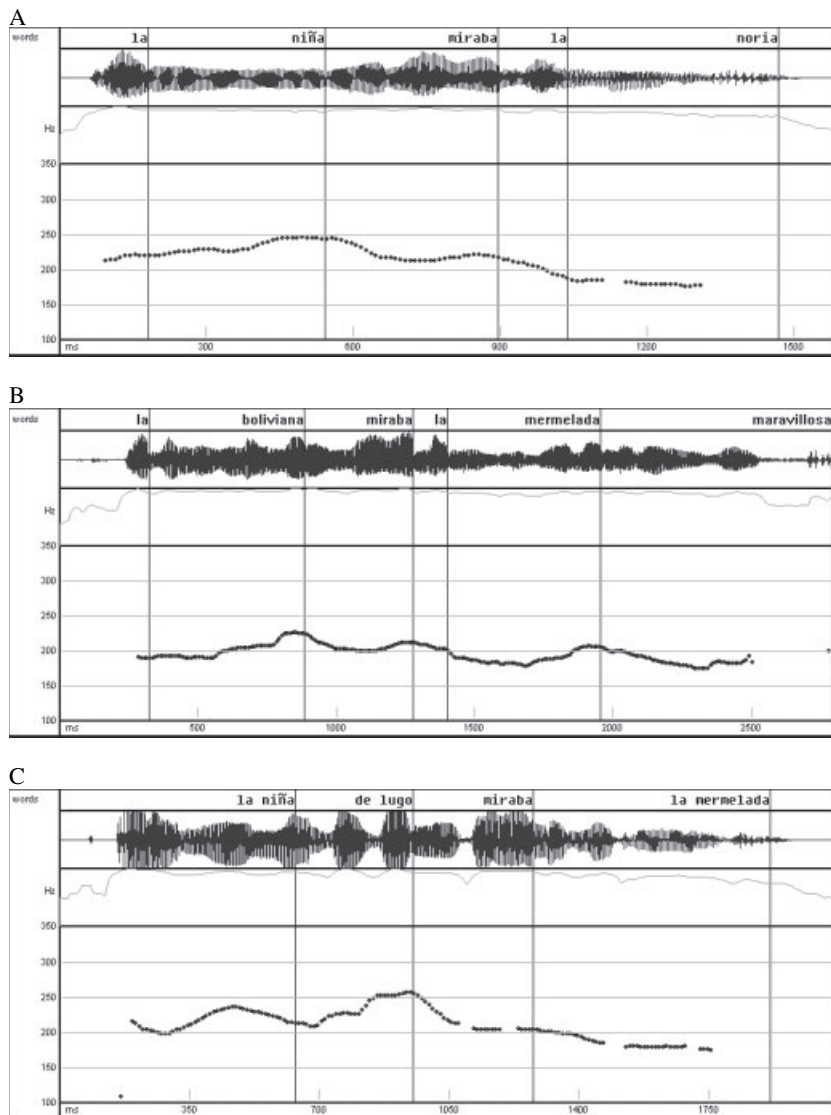 A
words la niña miraba la noria
Hz
350
300
250
200
150
100
ms 300 600 900 1200 1500
B
words la boliviana miraba la mermelada maravillosa
Hz
350
300
250
200
150
100
ms 500 1000 1500 2000 2500
C
words la niña de lugo miraba la mermelada
Hz
350
300
250
200
150
100
ms 350 700 1050 1400 1750